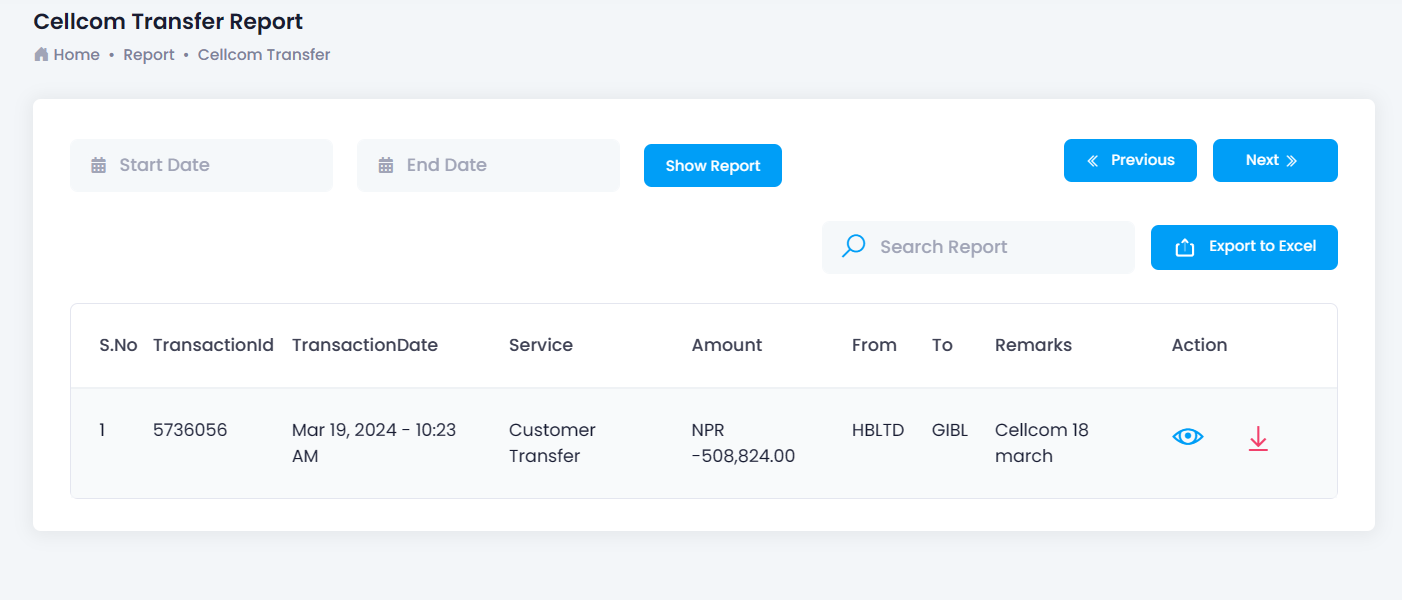 Cellcom Transfer Report
Home • Report • Cellcom Transfer
Start Date
End Date
Show Report
Previous
Next
Search Report
Export to Excel
S.No TransactionId TransactionDate Service Amount From To Remarks Action
1 5736056 Mar 19, 2024 - 10:23 Customer NPR HBLTD GIBL Cellcom 18
AM Transfer -508,824.00 march